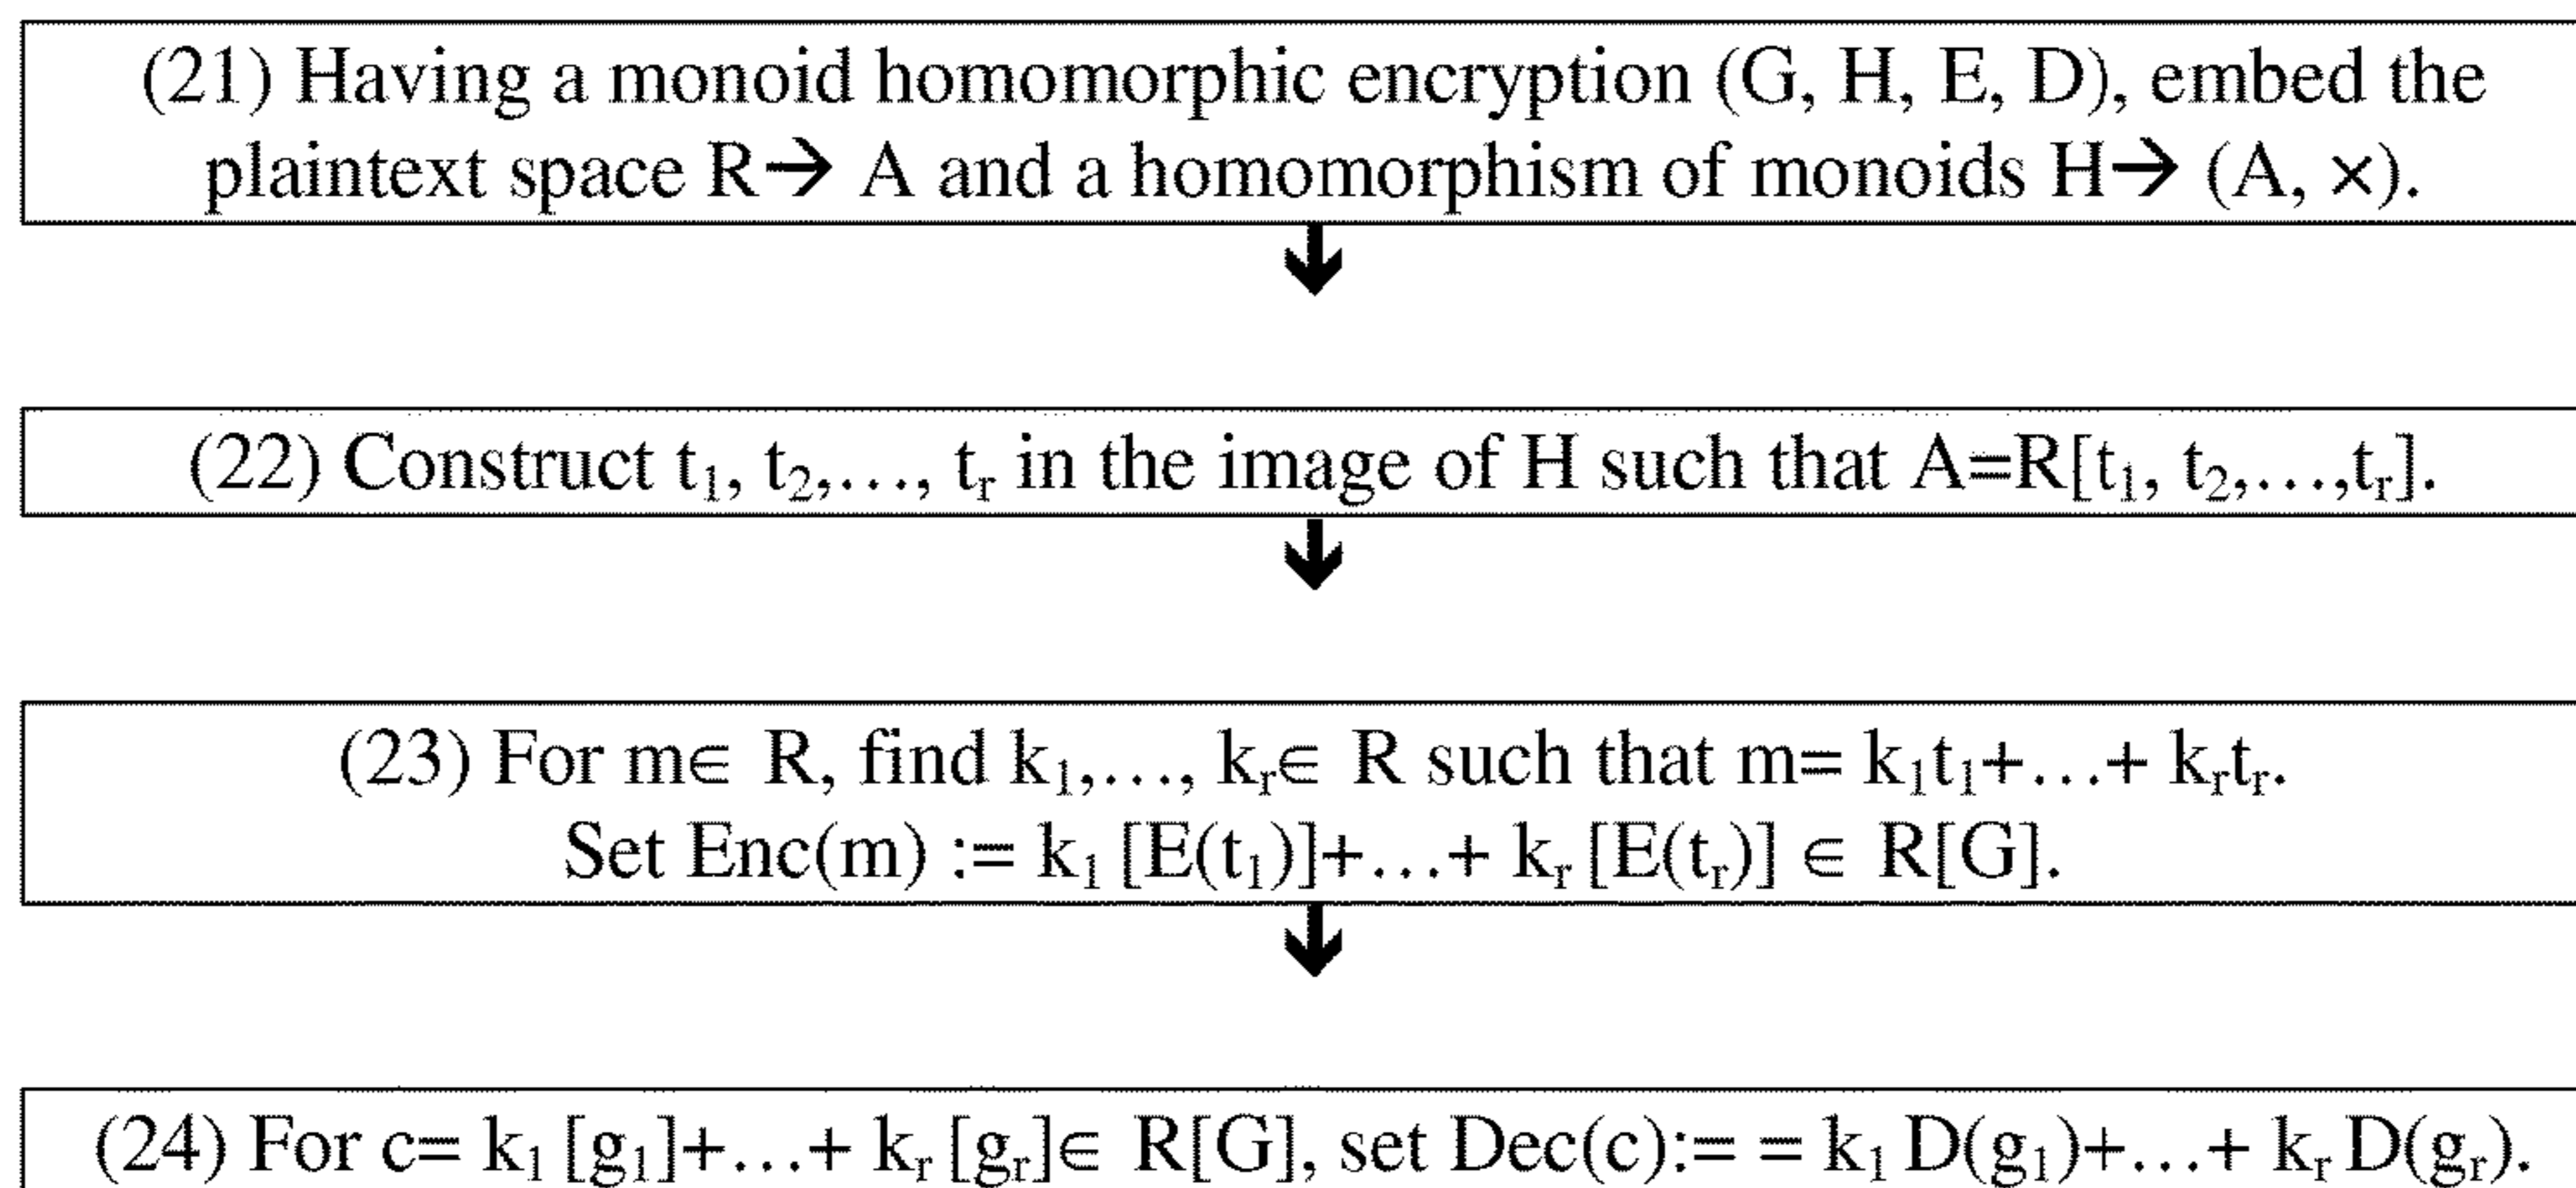 (21) Having a monoid homomorphic encryption (G, H, E, D), embed the
plaintext space R→ A and a homomorphism of monoids H→ (A, ×).
(22) Construct t₁, t₂,…, tᵣ in the image of H such that A=R[t₁, t₂,…,tᵣ].
(23) For m∈ R, find k₁,…, kᵣ∈ R such that m= k₁t₁+…+ kᵣtᵣ.
Set Enc(m) := k₁ [E(t₁)]+…+ kᵣ [E(tᵣ)] ∈ R[G].
(24) For c= k₁ [g₁]+…+ kᵣ [gᵣ]∈ R[G], set Dec(c):= = k₁ D(g₁)+…+ kᵣ D(gᵣ).